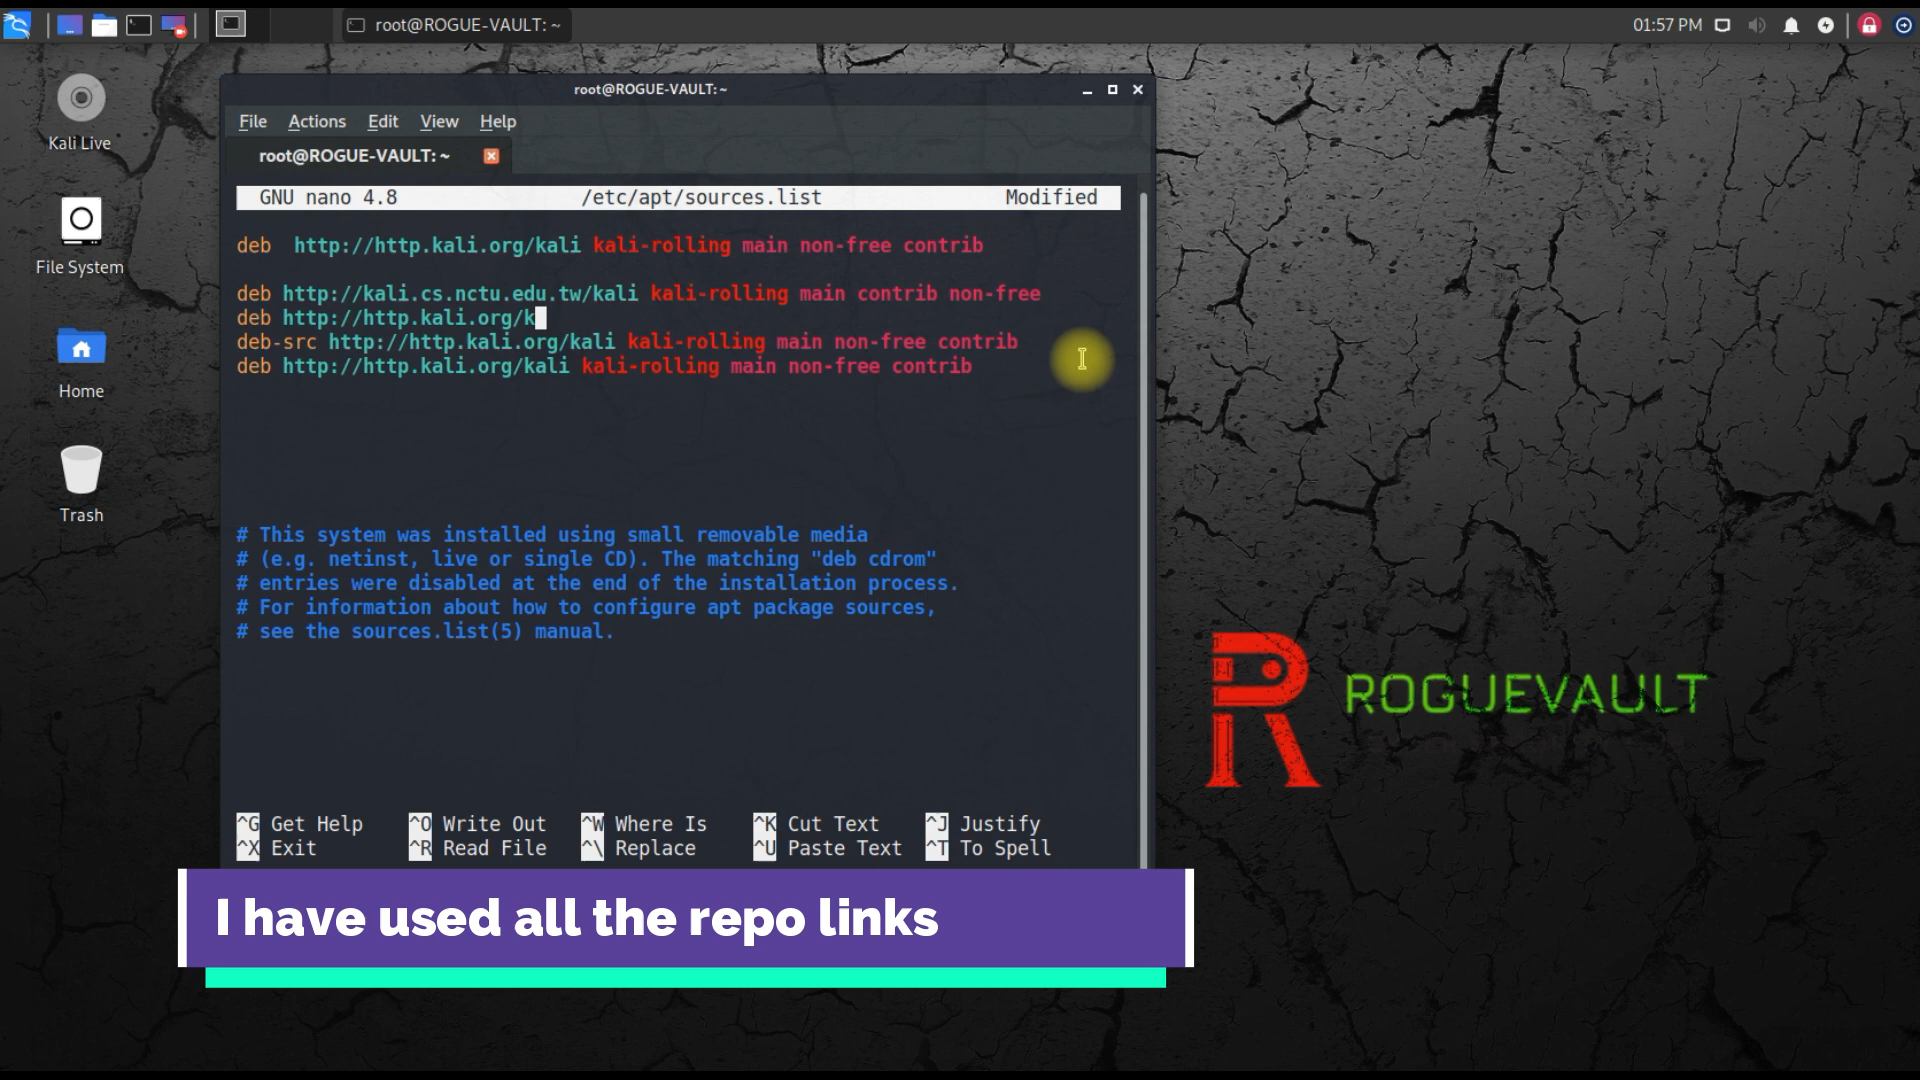 root@ROGUE-VAULT: ~
01:57 PM
Kali Live
File System
Home
Trash
root@ROGUE-VAULT:~
File Actions Edit View Help
root@ROGUE-VAULT: ~
GNU nano 4.8 /etc/apt/sources.list Modified
deb  http://http.kali.org/kali kali-rolling main non-free contrib
deb http://kali.cs.nctu.edu.tw/kali kali-rolling main contrib non-free
deb http://http.kali.org/k
deb-src http://http.kali.org/kali kali-rolling main non-free contrib
deb http://http.kali.org/kali kali-rolling main non-free contrib
# This system was installed using small removable media
# (e.g. netinst, live or single CD). The matching "deb cdrom"
# entries were disabled at the end of the installation process.
# For information about how to configure apt package sources,
# see the sources.list(5) manual.
^G Get Help ^O Write Out ^W Where Is ^K Cut Text ^J Justify
^X Exit ^R Read File ^\ Replace ^U Paste Text ^T To Spell
R ROGUEVAULT
I have used all the repo links